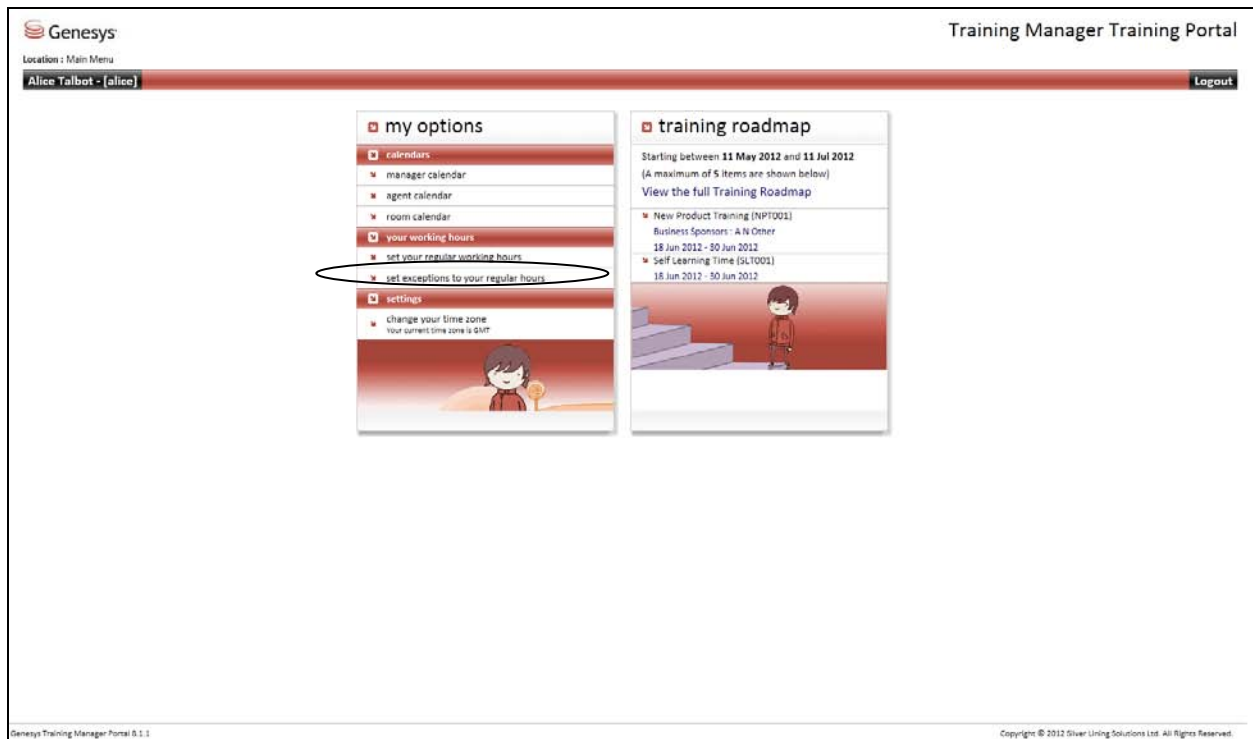 Genesys
Training Manager Training Portal
Location : Main Menu
Alice Talbot - [alice]
Logout
my options
calendars
manager calendar
agent calendar
room calendar
your working hours
set your regular working hours
set exceptions to your regular hours
settings
change your time zone
Your current time zone is GMT
training roadmap
Starting between 11 May 2012 and 11 Jul 2012
(A maximum of 5 items are shown below)
View the full Training Roadmap
New Product Training (NPT001)
Business Sponsors : A N Other
18 Jun 2012 - 30 Jun 2012
Self Learning Time (SLT001)
18 Jun 2012 - 30 Jun 2012
Genesys Training Manager Portal 8.1.1
Copyright © 2012 Silver Lining Solutions Ltd. All Rights Reserved.